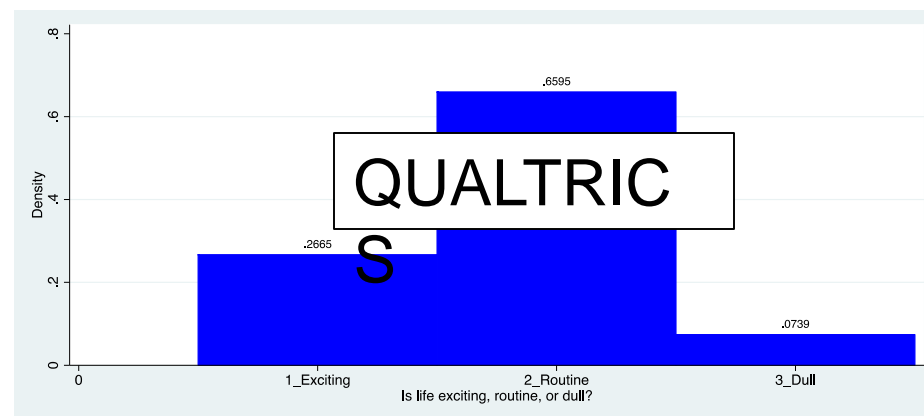 .8
.6595
.6
QUALTRIC
S
Density
.4
.2665
.2
.0739
0
0 1_Exciting 2_Routine 3_Dull
Is life exciting, routine, or dull?